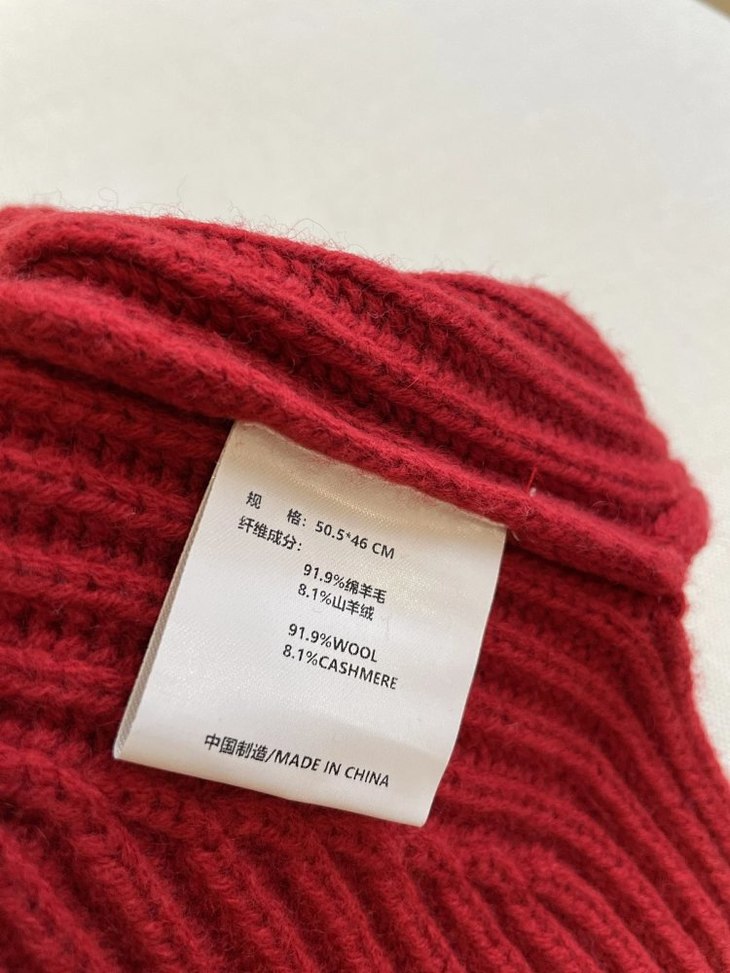 规 格: 50.5*46 CM
纤维成分:
91.9%绵羊毛
8.1%山羊绒
91.9%WOOL
8.1%CASHMERE
中国制造/MADE IN CHINA